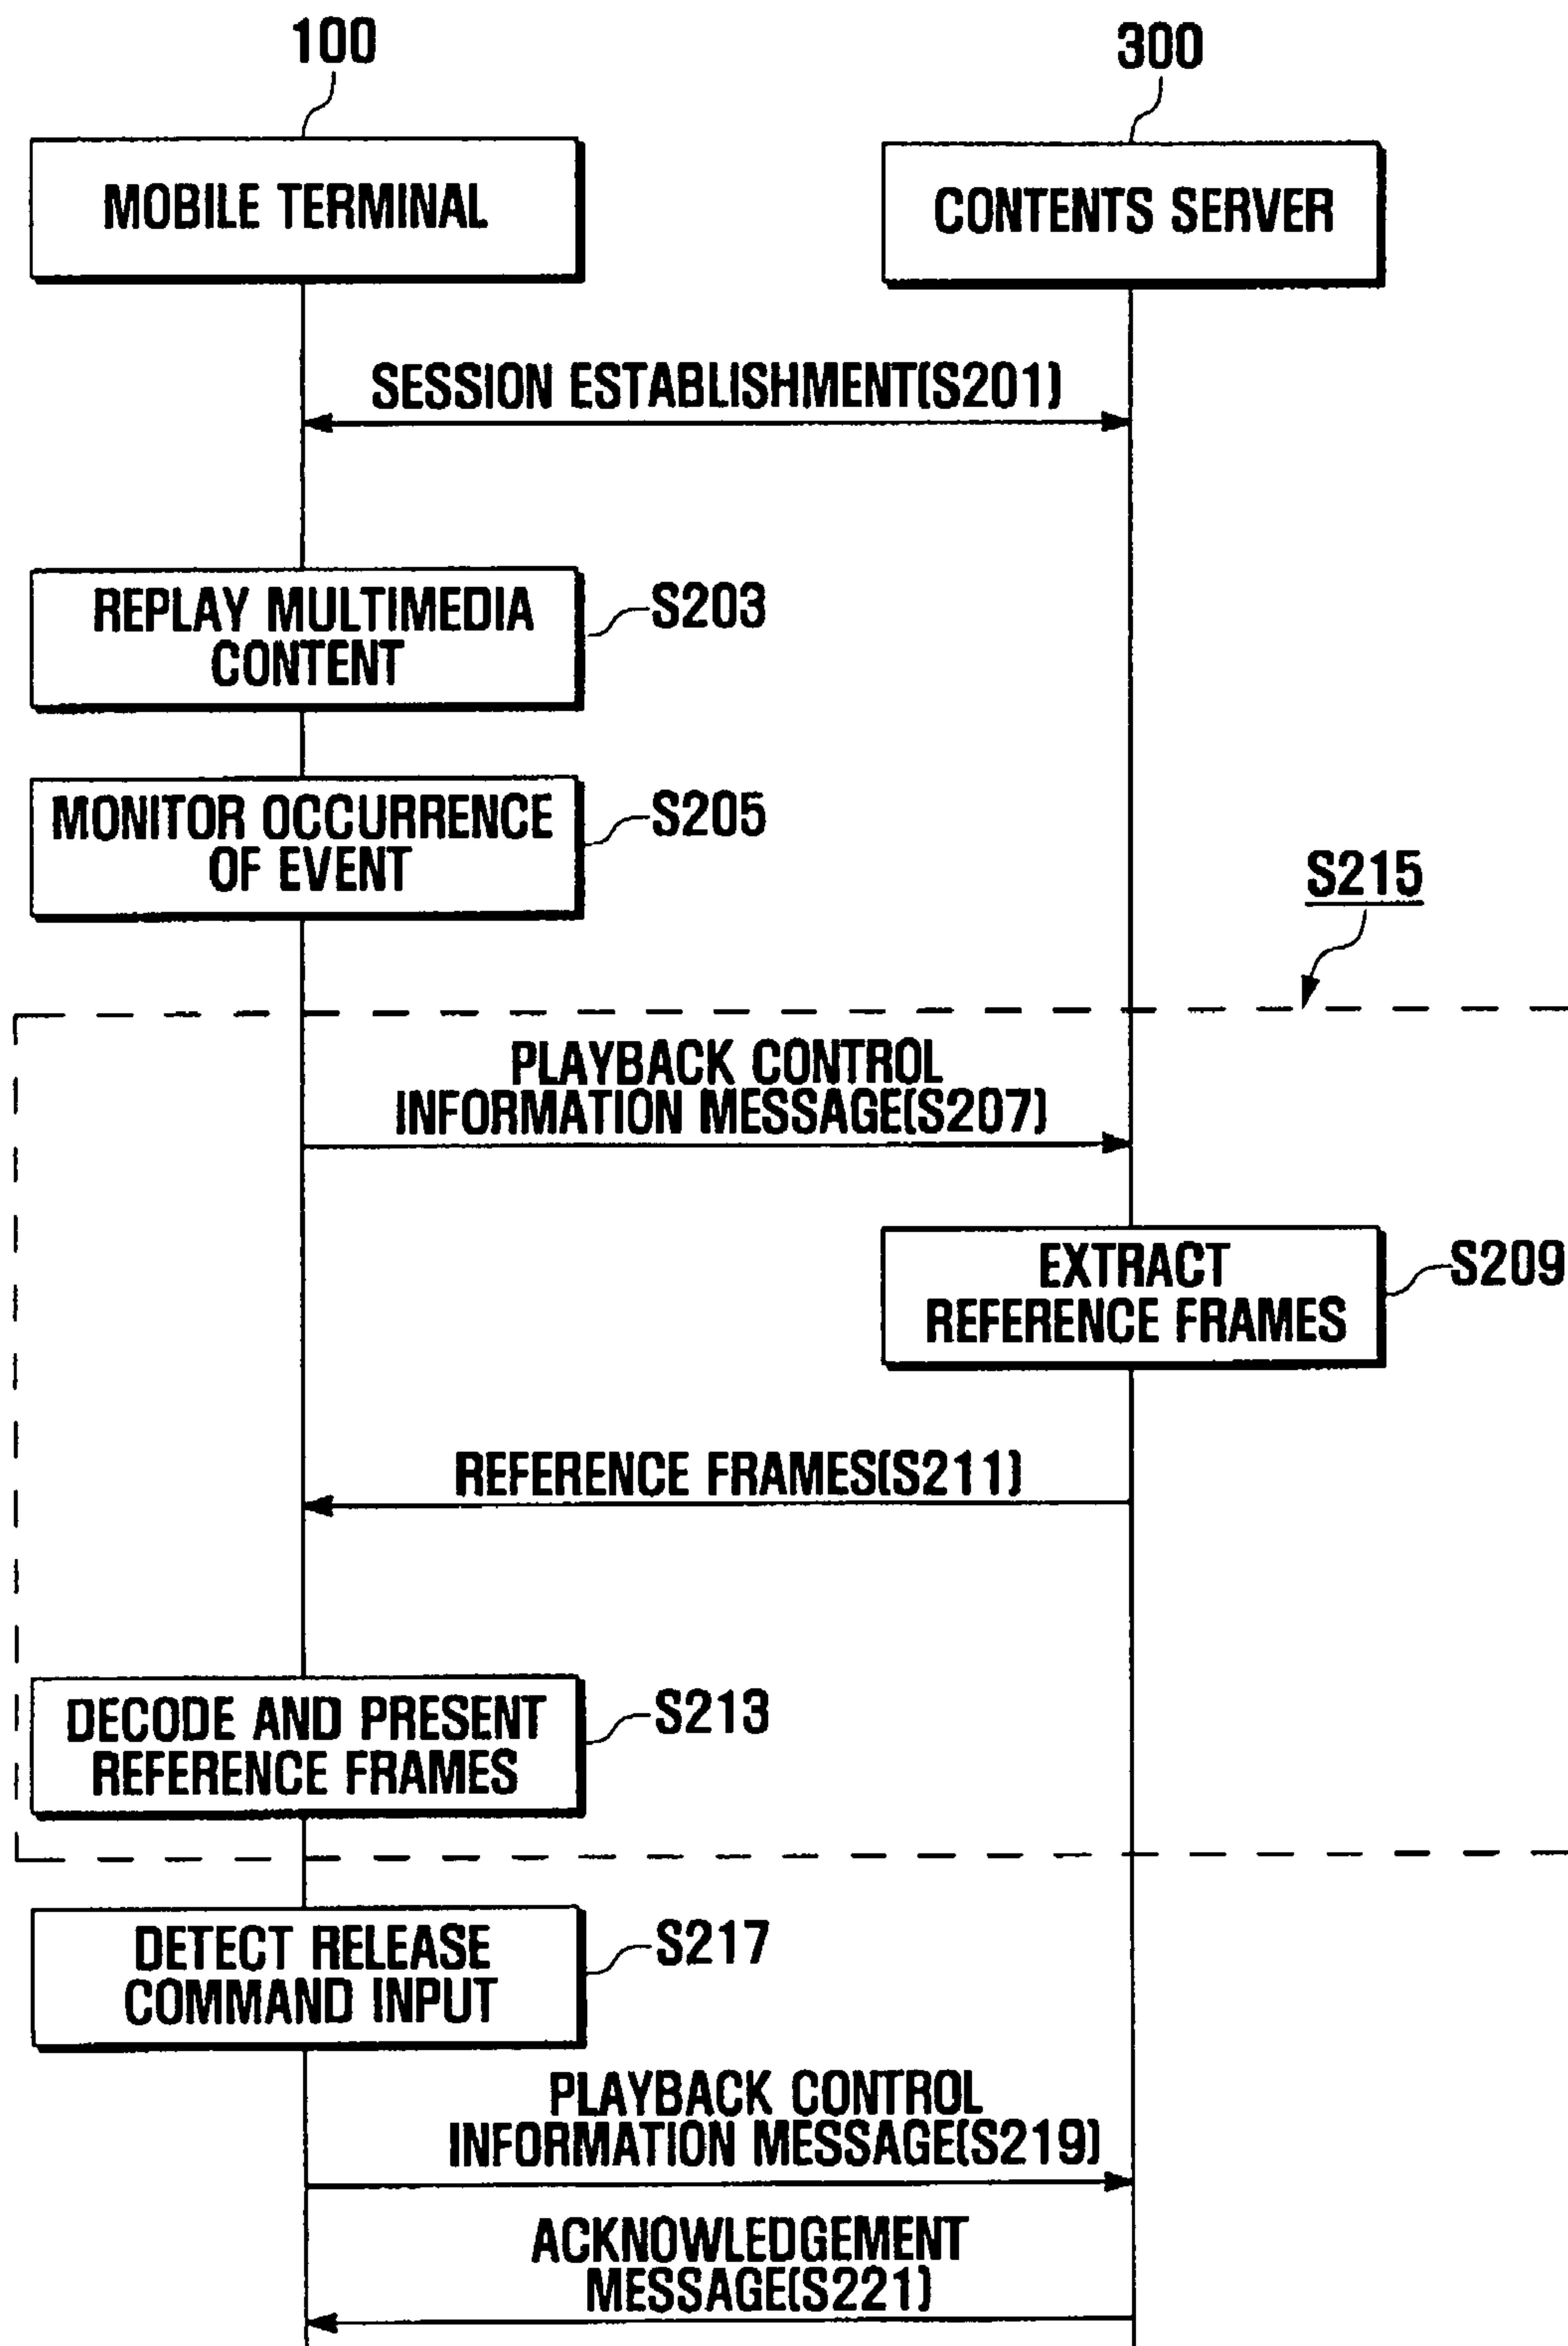 100
300
MOBILE TERMINAL
CONTENTS SERVER
SESSION ESTABLISHMENT(S201)
REPLAY MULTIMEDIA
CONTENT
S203
MONITOR OCCURRENCE
OF EVENT
S205
S215
PLAYBACK CONTROL
INFORMATION MESSAGE(S207)
EXTRACT
REFERENCE FRAMES
S209
REFERENCE FRAMES(S211)
DECODE AND PRESENT
REFERENCE FRAMES
S213
DETECT RELEASE
COMMAND INPUT
S217
PLAYBACK CONTROL
INFORMATION MESSAGE(S219)
ACKNOWLEDGEMENT
MESSAGE(S221)